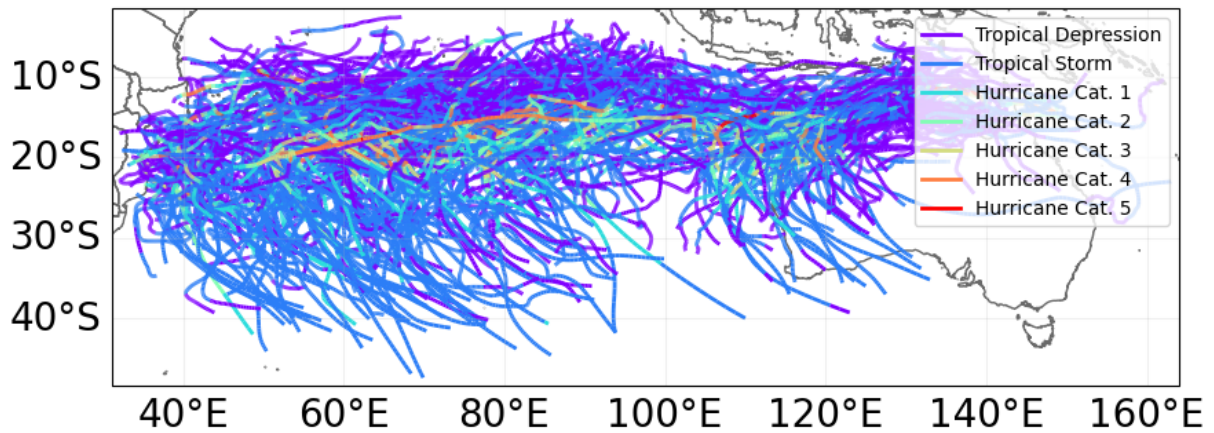 Tropical Depression
Tropical Storm
Hurricane Cat. 1
Hurricane Cat. 2
Hurricane Cat. 3
Hurricane Cat. 4
Hurricane Cat. 5
10°S
20°S
30°S
40°S
40°E 60°E 80°E 100°E 120°E 140°E 160°E